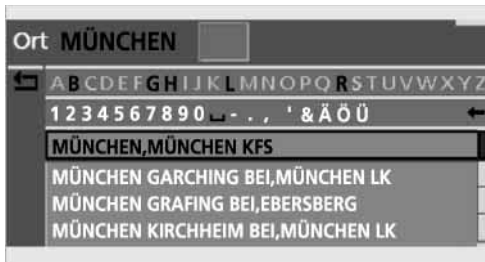 Ort MÜNCHEN
ABCDEFGHIJKLMNOPQRSTUVWXYZ
1234567890␣-.,'&ÄÖÜ
MÜNCHEN,MÜNCHEN KFS
MÜNCHEN GARCHING BEI,MÜNCHEN LK
MÜNCHEN GRAFING BEI,EBERSBERG
MÜNCHEN KIRCHHEIM BEI,MÜNCHEN LK